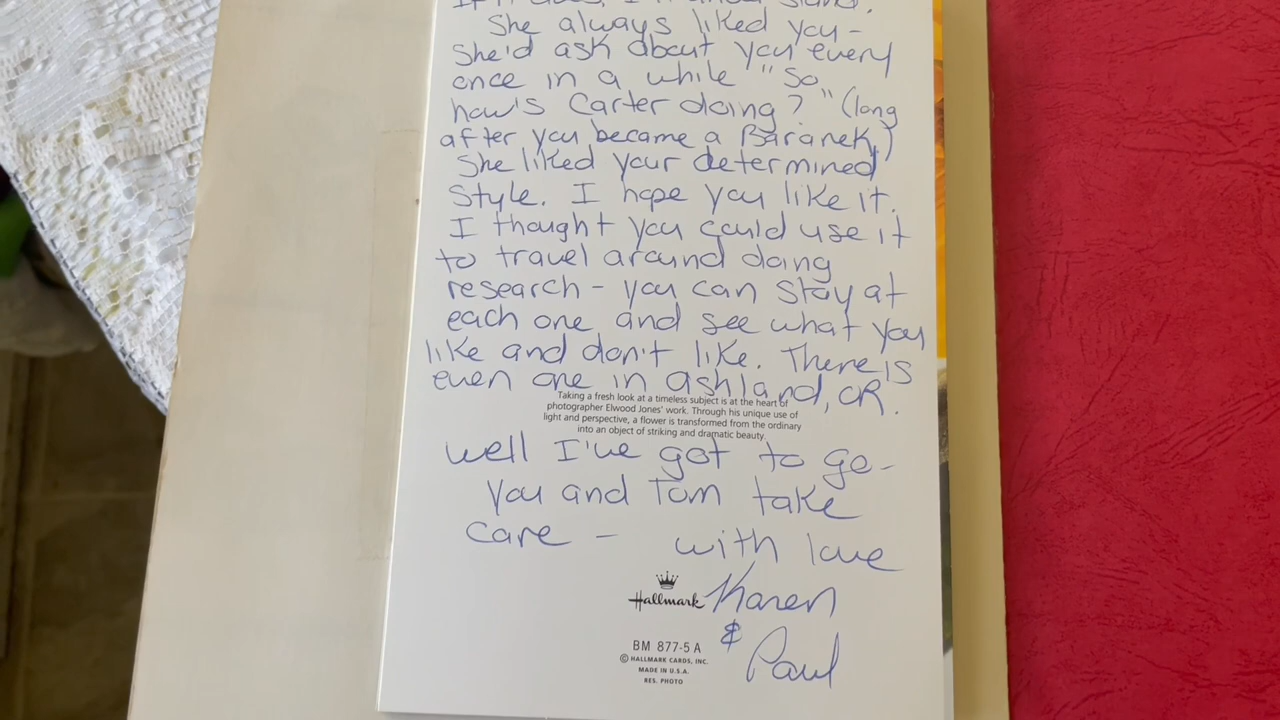 She always liked you -
She'd ask about you every
once in a while "So
how's Carter doing?" (long
after you became a Baranek)
She liked your determined
style. I hope you like it.
I thought you could use it
to travel around doing
research - you can stay at
each one and see what you
like and don't like. There is
even one in ashland, OR.
Taking a fresh look at a timeless subject is at the heart of
photographer Elwood Jones' work. Through his unique use of
light and perspective, a flower is transformed from the ordinary
into an object of striking and dramatic beauty.
well I've got to go -
You and Tom take
care - with love
Hallmark Karen
& Paul
BM 877-5 A
© HALLMARK CARDS, INC.
MADE IN U.S.A.
RES. PHOTO